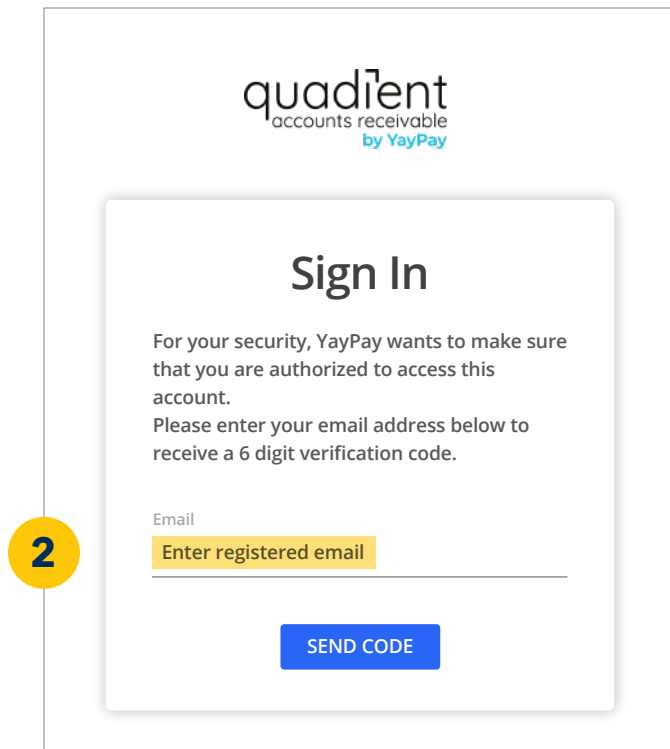 quadient
accounts receivable
by YayPay
Sign In
For your security, YayPay wants to make sure
that you are authorized to access this
account.
Please enter your email address below to
receive a 6 digit verification code.
Email
2
Enter registered email
SEND CODE